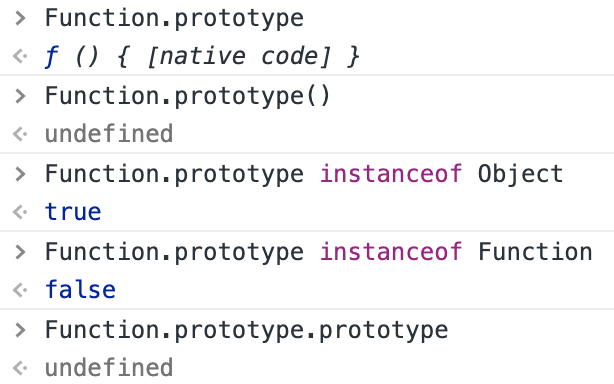 > Function.prototype
<· ƒ () { [native code] }
> Function.prototype()
<· undefined
> Function.prototype instanceof Object
<· true
> Function.prototype instanceof Function
<· false
> Function.prototype.prototype
<· undefined